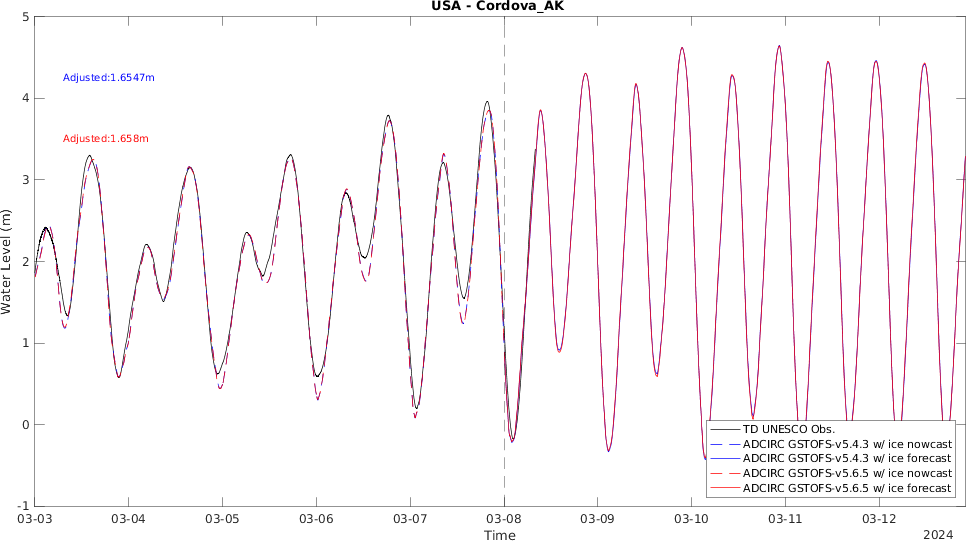 USA - Cordova_AK
5
4
3
2
1
0
-1
Water Level (m)
Adjusted:1.6547m
Adjusted:1.658m
TD UNESCO Obs.
ADCIRC GSTOFS-v5.4.3 w/ ice nowcast
ADCIRC GSTOFS-v5.4.3 w/ ice forecast
ADCIRC GSTOFS-v5.6.5 w/ ice nowcast
ADCIRC GSTOFS-v5.6.5 w/ ice forecast
03-03 03-04 03-05 03-06 03-07 03-08 03-09 03-10 03-11 03-12
Time
2024